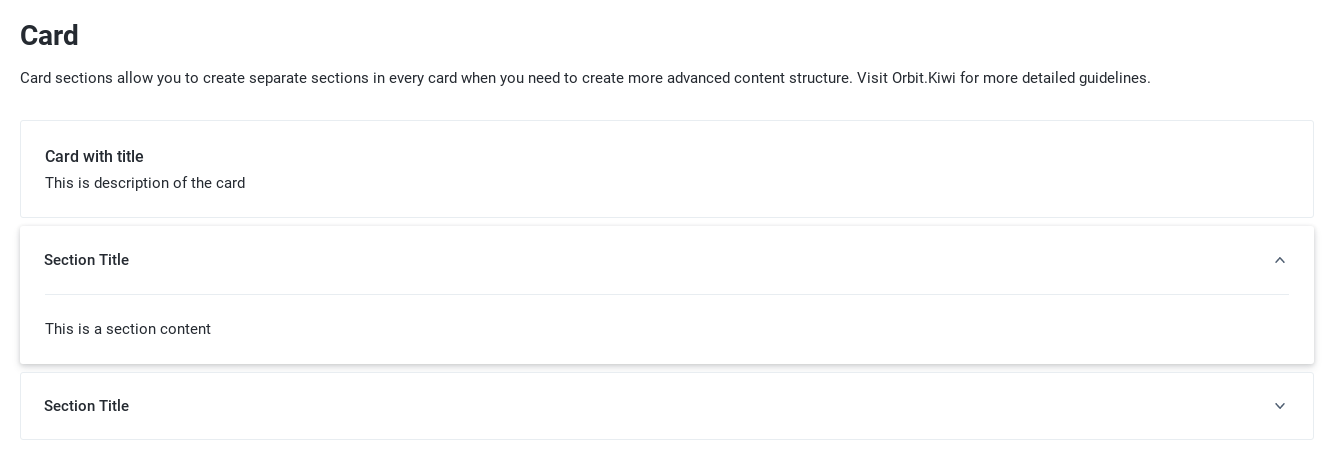 Card
Card sections allow you to create separate sections in every card when you need to create more advanced content structure. Visit Orbit.Kiwi for more detailed guidelines.
Card with title
This is description of the card
Section Title
This is a section content
Section Title